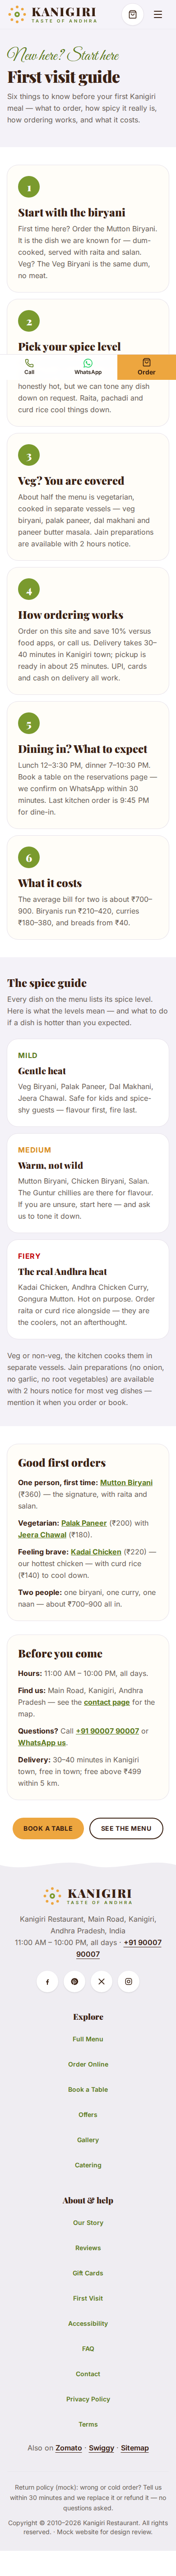 KANIGIRI
TASTE OF ANDHRA
New here? Start here
First visit guide
Six things to know before your first Kanigiri
meal — what to order, how spicy it really is,
how ordering works, and what it costs.
1
Start with the biryani
First time here? Order the Mutton Biryani.
It is the dish we are known for — dum-
cooked, served with raita and salan.
Veg? The Veg Biryani is the same dum,
no meat.
2
Pick your spice level
Call
WhatsApp
Order
honestly hot, but we can tone any dish
down on request. Raita, pachadi and
curd rice cool things down.
3
Veg? You are covered
About half the menu is vegetarian,
cooked in separate vessels — veg
biryani, palak paneer, dal makhani and
paneer butter masala. Jain preparations
are available with 2 hours notice.
4
How ordering works
Order on this site and save 10% versus
food apps, or call us. Delivery takes 30–
40 minutes in Kanigiri town; pickup is
ready in about 25 minutes. UPI, cards
and cash on delivery all work.
5
Dining in? What to expect
Lunch 12–3:30 PM, dinner 7–10:30 PM.
Book a table on the reservations page —
we confirm on WhatsApp within 30
minutes. Last kitchen order is 9:45 PM
for dine-in.
6
What it costs
The average bill for two is about ₹700–
900. Biryanis run ₹210–420, curries
₹180–380, and breads from ₹40.
The spice guide
Every dish on the menu lists its spice level.
Here is what the levels mean — and what to do
if a dish is hotter than you expected.
MILD
Gentle heat
Veg Biryani, Palak Paneer, Dal Makhani,
Jeera Chawal. Safe for kids and spice-
shy guests — flavour first, fire last.
MEDIUM
Warm, not wild
Mutton Biryani, Chicken Biryani, Salan.
The Guntur chillies are there for flavour.
If you are unsure, start here — and ask
us to tone it down.
FIERY
The real Andhra heat
Kadai Chicken, Andhra Chicken Curry,
Gongura Mutton. Hot on purpose. Order
raita or curd rice alongside — they are
the coolers, not an afterthought.
Veg or non-veg, the kitchen cooks them in
separate vessels. Jain preparations (no onion,
no garlic, no root vegetables) are available
with 2 hours notice for most veg dishes —
mention it when you order or book.
Good first orders
One person, first time: Mutton Biryani
(₹360) — the signature, with raita and
salan.
Vegetarian: Palak Paneer (₹200) with
Jeera Chawal (₹180).
Feeling brave: Kadai Chicken (₹220) —
our hottest chicken — with curd rice
(₹140) to cool down.
Two people: one biryani, one curry, one
naan — about ₹700–900 all in.
Before you come
Hours: 11:00 AM – 10:00 PM, all days.
Find us: Main Road, Kanigiri, Andhra
Pradesh — see the contact page for the
map.
Questions? Call +91 90007 90007 or
WhatsApp us.
Delivery: 30–40 minutes in Kanigiri
town, free in town; free above ₹499
within 5 km.
BOOK A TABLE
SEE THE MENU
KANIGIRI
TASTE OF ANDHRA
Kanigiri Restaurant, Main Road, Kanigiri,
Andhra Pradesh, India
11:00 AM – 10:00 PM, all days · +91 90007
90007
Explore
Full Menu
Order Online
Book a Table
Offers
Gallery
Catering
About & help
Our Story
Reviews
Gift Cards
First Visit
Accessibility
FAQ
Contact
Privacy Policy
Terms
Also on Zomato · Swiggy · Sitemap
Return policy (mock): wrong or cold order? Tell us
within 30 minutes and we replace it or refund it — no
questions asked.
Copyright © 2010–2026 Kanigiri Restaurant. All rights
reserved. · Mock website for design review.